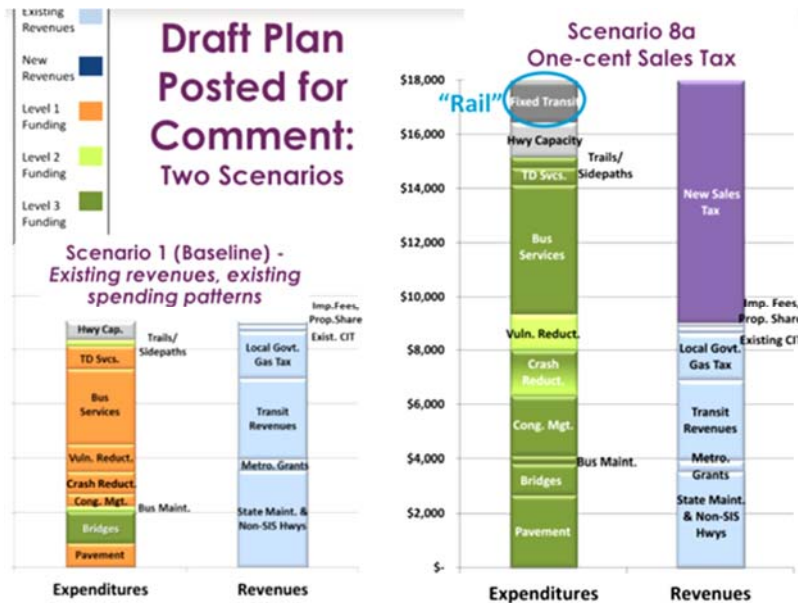 Existing
Revenues
New
Revenues
Level 1
Funding
Level 2
Funding
Level 3
Funding
Draft Plan
Posted for
Comment:
Two Scenarios
Scenario 1 (Baseline) -
Existing revenues, existing
spending patterns
Hwy Cap.
Trails/
Sidepaths
TD Svcs.
Bus
Services
Vuln. Reduct.
Crash Reduct.
Cong. Mgt.
Bus Maint.
Bridges
Pavement
Expenditures
Imp.Fees,
Prop.Share
Exist. CIT
Local Govt.
Gas Tax
Transit
Revenues
Metro. Grants
State Maint. &
Non-SIS Hwys
Revenues
Scenario 8a
One-cent Sales Tax
$18,000
$16,000
$14,000
$12,000
$10,000
$8,000
$6,000
$4,000
$2,000
$-
"Rail"
Fixed Transit
Hwy Capacity
Trails/
Sidepaths
TD Svcs.
Bus
Services
Vuln. Reduct.
Crash
Reduct.
Cong. Mgt.
Bus Maint.
Bridges
Pavement
Expenditures
New Sales
Tax
Imp.Fees,
Prop. Share
Existing CIT
Local Govt.
Gas Tax
Transit
Revenues
Metro.
Grants
State Maint.
& Non-SIS
Hwys
Revenues